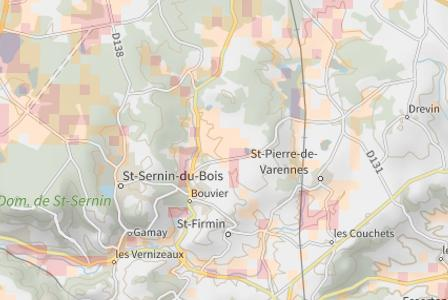 D138
Drevin
St-Pierre-de-
Varennes
D131
St-Sernin-du-Bois
Bouvier
Dom. de St-Sernin
St-Firmin
Gamay
les Couchets
les Vernizeaux